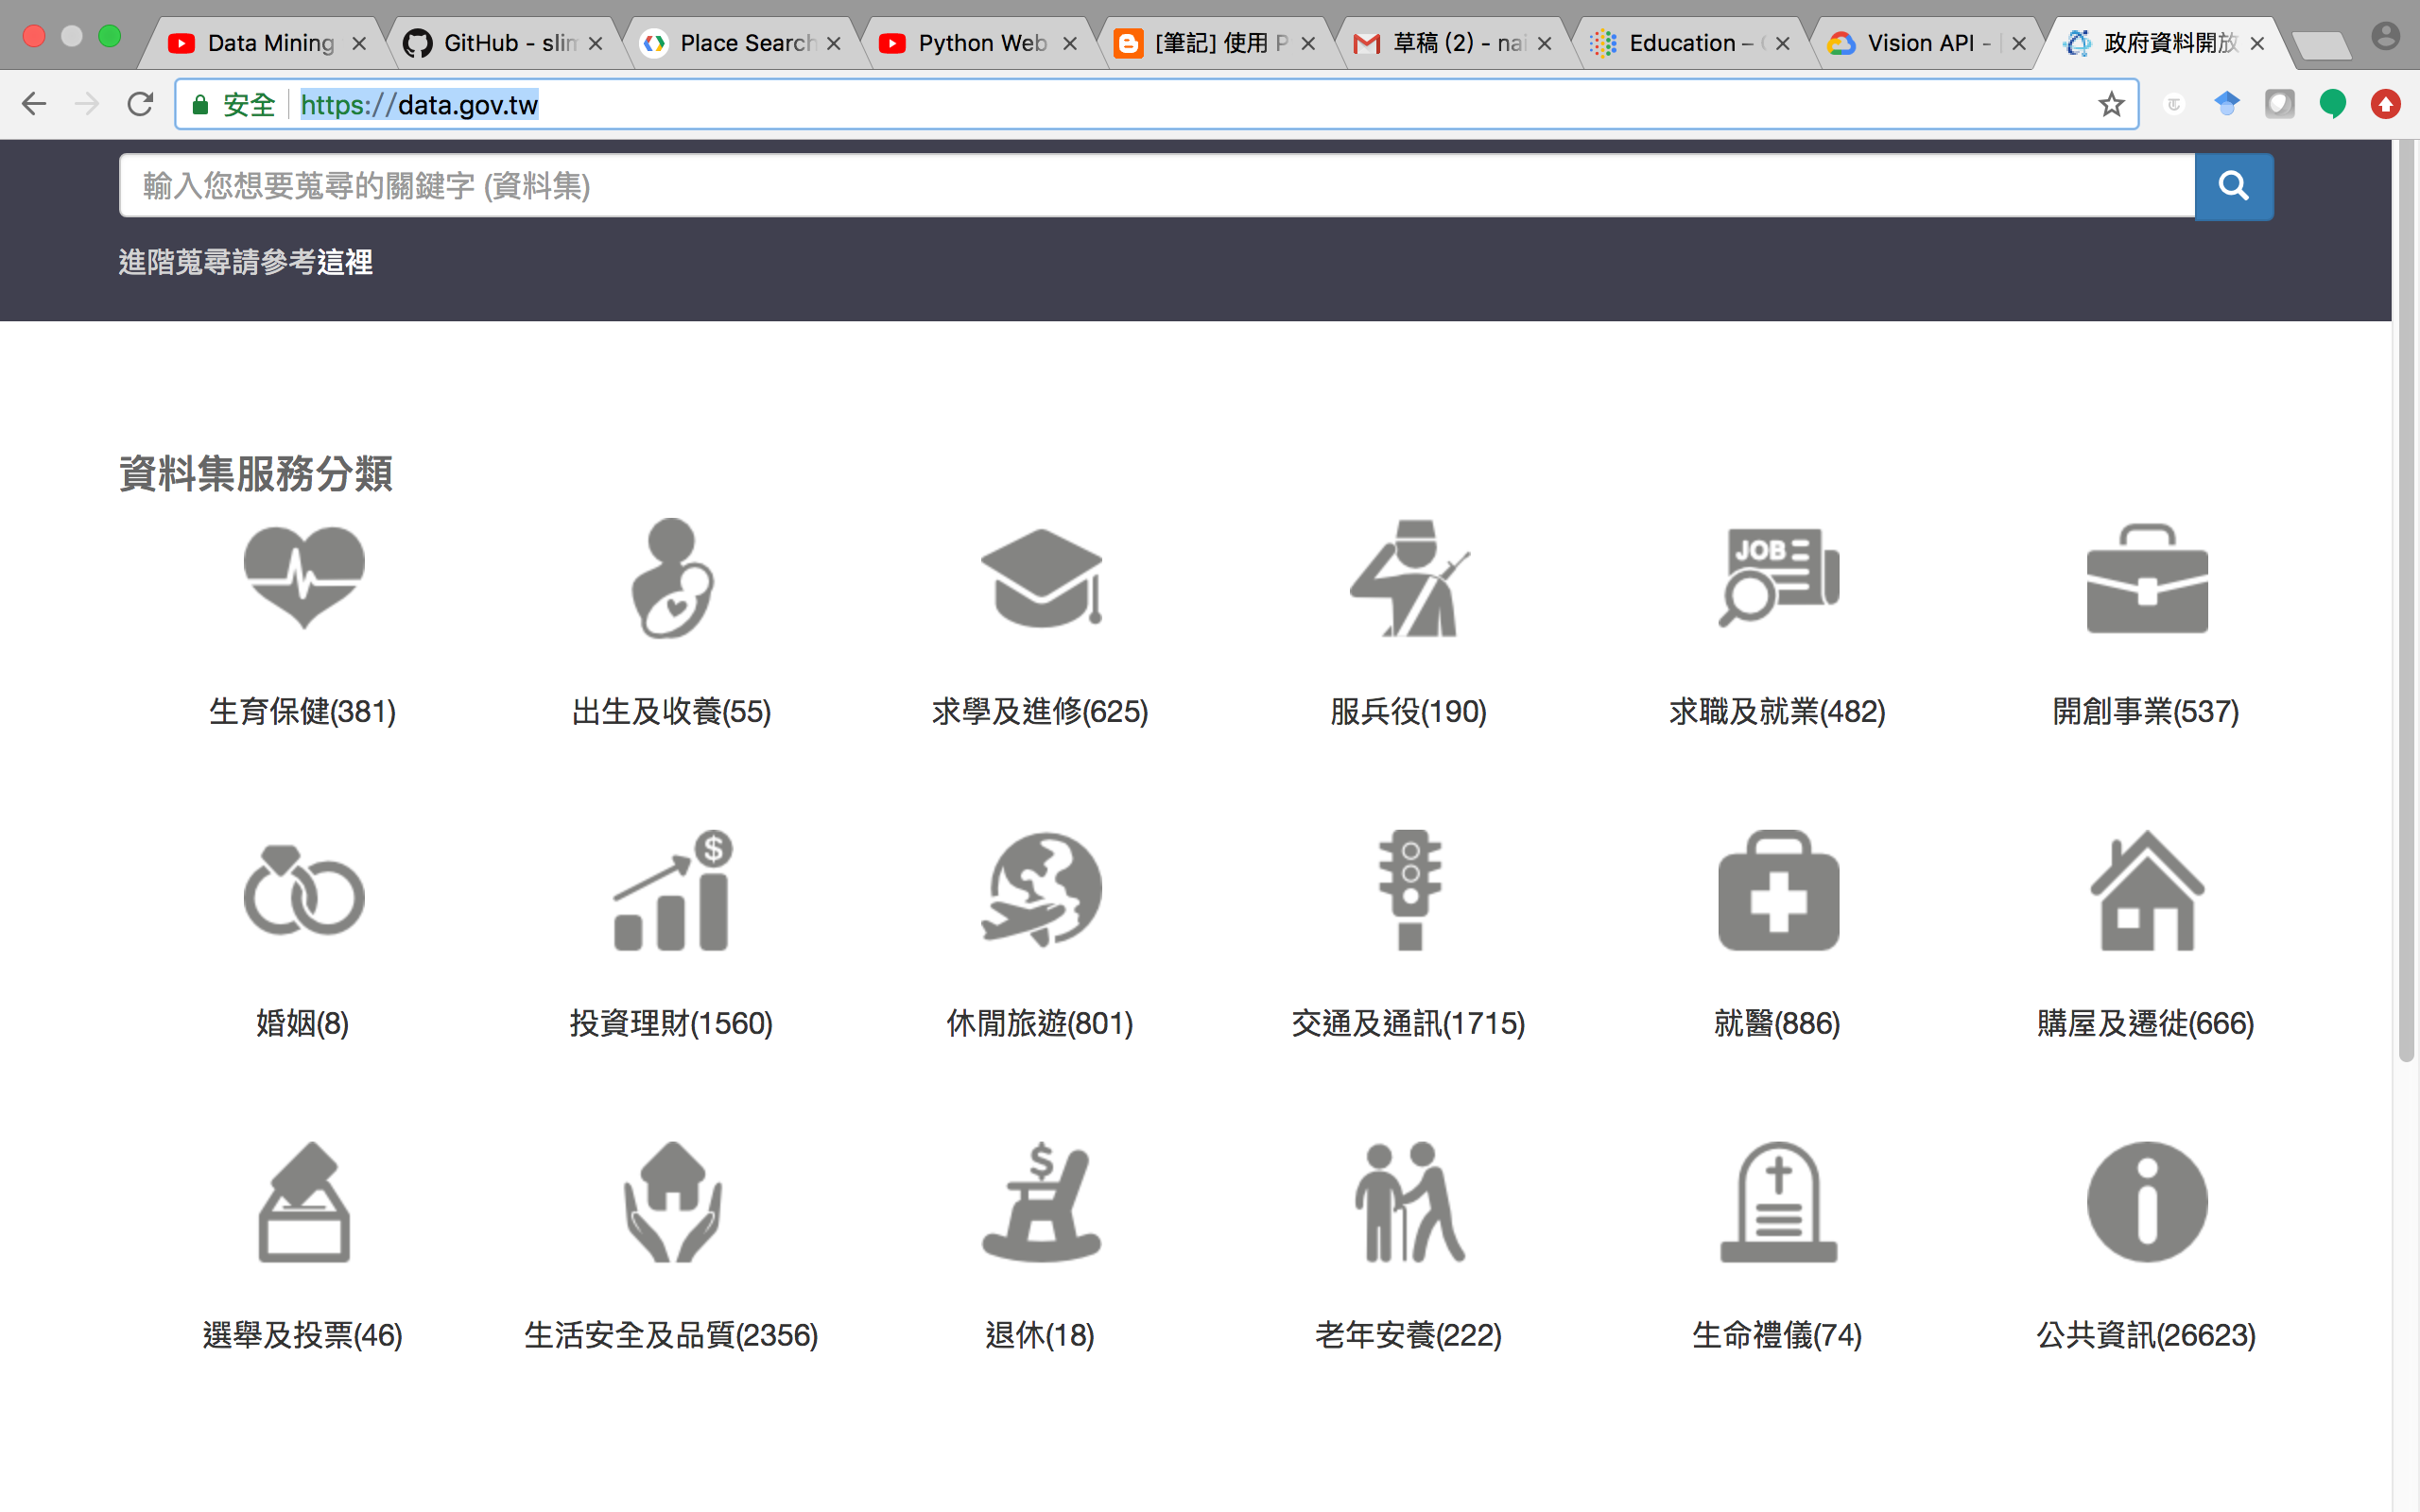 Data Mining
GitHub - slim
Place Search
Python Web
[筆記] 使用 P
草稿 (2) - nai
Education –
Vision API -
政府資料開放
安全 https://data.gov.tw
輸入您想要蒐尋的關鍵字 (資料集)
進階蒐尋請參考這裡
資料集服務分類
JOB
生育保健(381)
出生及收養(55)
求學及進修(625)
服兵役(190)
求職及就業(482)
開創事業(537)
$
婚姻(8)
投資理財(1560)
休閒旅遊(801)
交通及通訊(1715)
就醫(886)
購屋及遷徙(666)
$
選舉及投票(46)
生活安全及品質(2356)
退休(18)
老年安養(222)
生命禮儀(74)
公共資訊(26623)